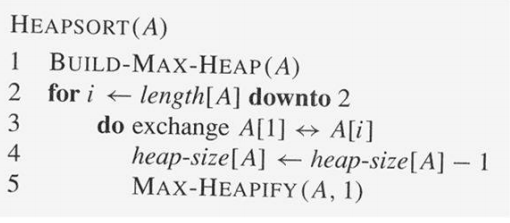 HEAPSORT(A)
1 BUILD-MAX-HEAP(A)
2 for i ← length[A] downto 2
3 do exchange A[1] ↔ A[i]
4 heap-size[A] ← heap-size[A] − 1
5 MAX-HEAPIFY(A, 1)